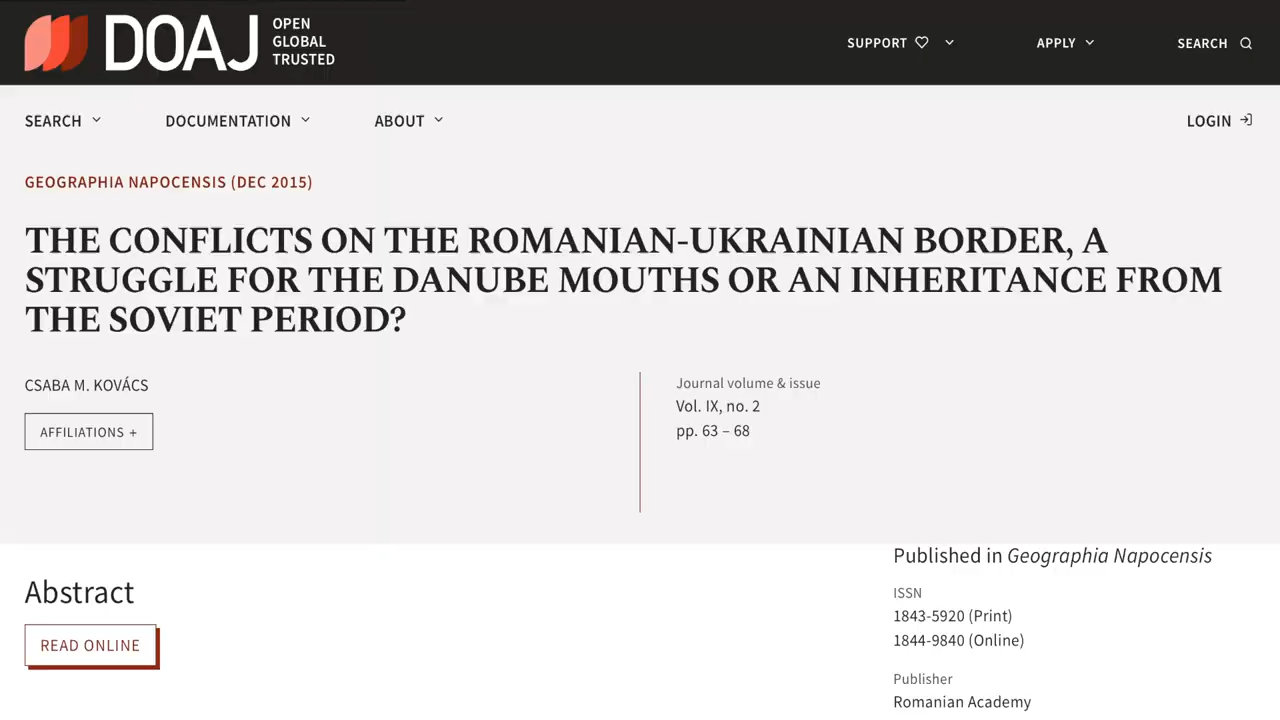 DOAJ
OPEN
GLOBAL
TRUSTED
SUPPORT
APPLY
SEARCH
SEARCH
DOCUMENTATION
ABOUT
LOGIN
GEOGRAPHIA NAPOCENSIS (DEC 2015)
THE CONFLICTS ON THE ROMANIAN-UKRAINIAN BORDER, A
STRUGGLE FOR THE DANUBE MOUTHS OR AN INHERITANCE FROM
THE SOVIET PERIOD?
CSABA M. KOVÁCS
AFFILIATIONS +
Journal volume & issue
Vol. IX, no. 2
pp. 63 – 68
Abstract
READ ONLINE
Published in Geographia Napocensis
ISSN
1843-5920 (Print)
1844-9840 (Online)
Publisher
Romanian Academy